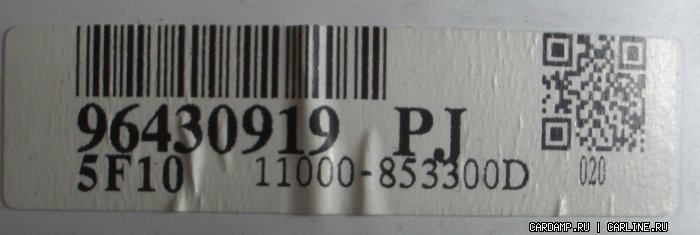 96430919 PJ
5F10 11000-853300D 020
CARDAMP.RU | CARLINE.RU